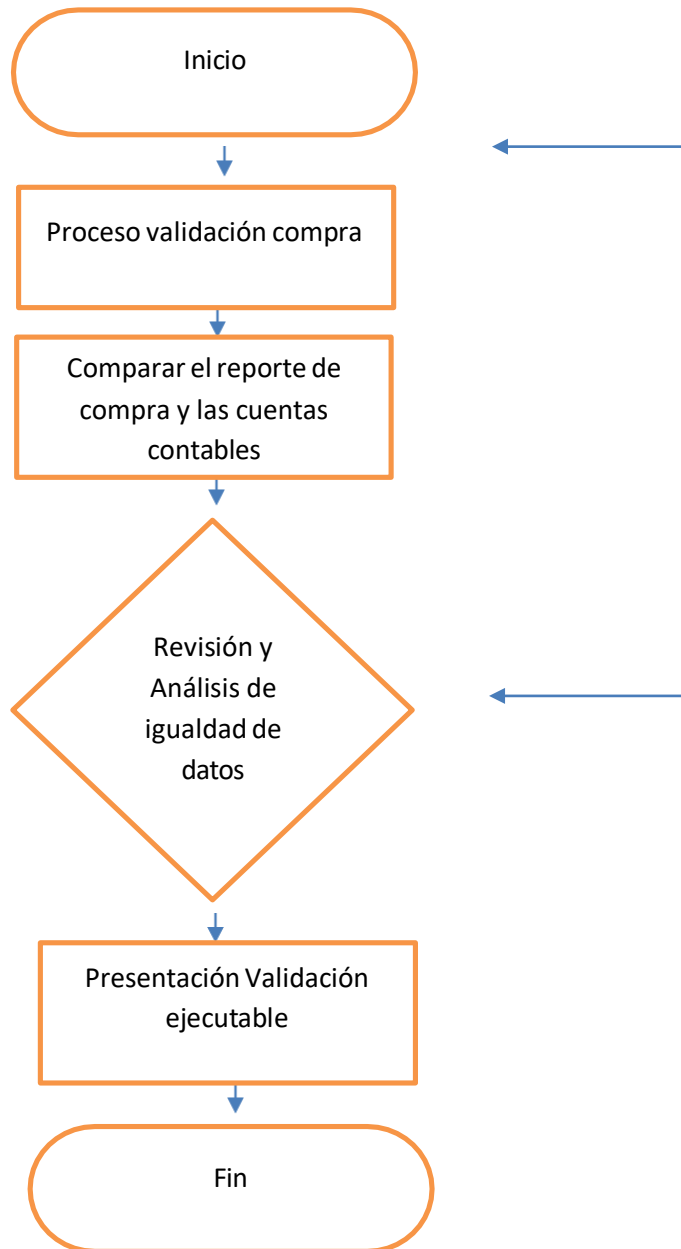 Inicio
Proceso validación compra
Comparar el reporte de
compra y las cuentas
contables
Revisión y
Análisis de
igualdad de
datos
Presentación Validación
ejecutable
Fin